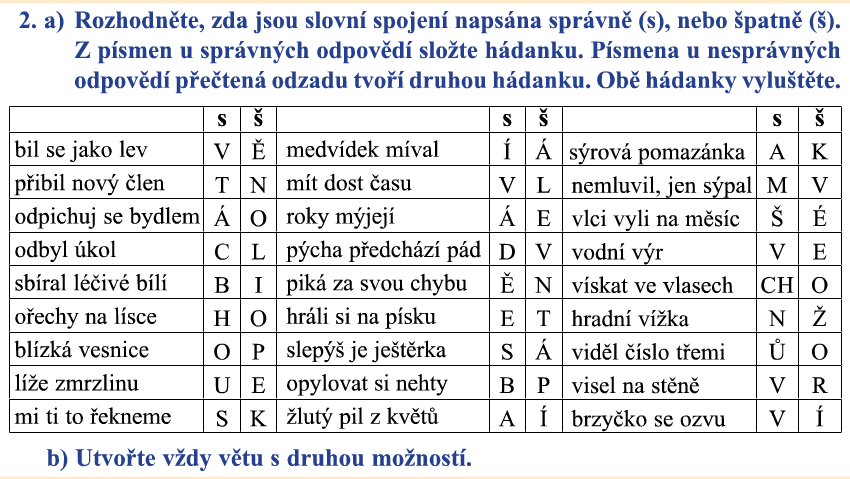 2. a) Rozhodněte, zda jsou slovní spojení napsána správně (s), nebo špatně (š).
Z písmen u správných odpovědí složte hádanku. Písmena u nesprávných
odpovědí přečtená odzadu tvoří druhou hádanku. Obě hádanky vyluštěte.
s š s š s š
bil se jako lev V Ě medvídek míval Í Á sýrová pomazánka A K
přibil nový člen T N mít dost času V L nemluvil, jen sýpal M V
odpichuj se bydlem Á O roky mýjejí Á E vlci vyli na měsíc Š É
odbyl úkol C L pýcha předchází pád D V vodní výr V E
sbíral léčivé bílí B I piká za svou chybu Ě N vískat ve vlasech CH O
ořechy na lísce H O hráli si na písku E T hradní vížka N Ž
blízká vesnice O P slepýš je ještěrka S Á viděl číslo třemi Ů O
líže zmrzlinu U E opylovat si nehty B P visel na stěně V R
mi ti to řekneme S K žlutý pil z květů A Í brzyčko se ozvu V Í
b) Utvořte vždy větu s druhou možností.